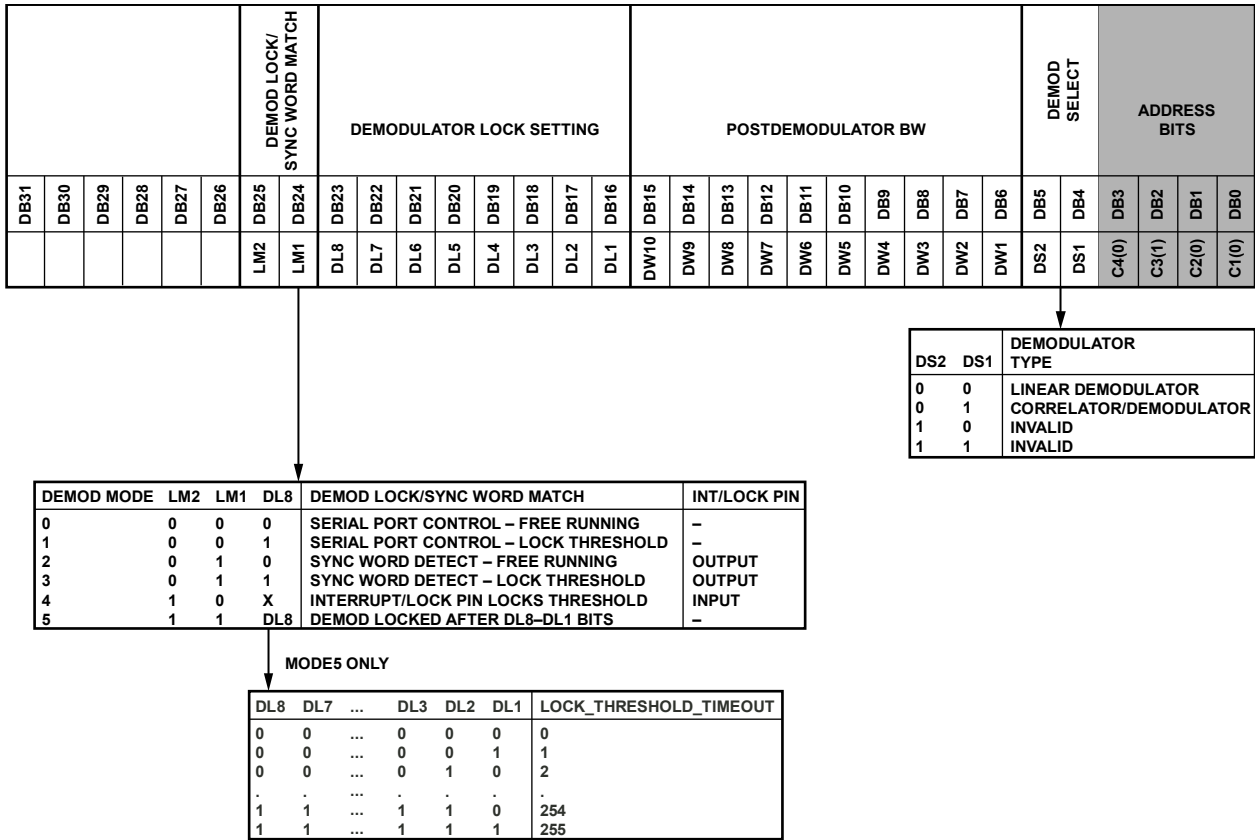 DEMOD LOCK/
SYNC WORD MATCH
DEMODULATOR LOCK SETTING
POSTDEMODULATOR BW
DEMOD
SELECT
ADDRESS
BITS
DB31 DB30 DB29 DB28 DB27 DB26 DB25 DB24 DB23 DB22 DB21 DB20 DB19 DB18 DB17 DB16 DB15 DB14 DB13 DB12 DB11 DB10 DB9 DB8 DB7 DB6 DB5 DB4 DB3 DB2 DB1 DB0
LM2 LM1 DL8 DL7 DL6 DL5 DL4 DL3 DL2 DL1 DW10 DW9 DW8 DW7 DW6 DW5 DW4 DW3 DW2 DW1 DS2 DS1 C4(0) C3(1) C2(0) C1(0)
DS2 DS1 DEMODULATOR
TYPE
0 0 LINEAR DEMODULATOR
0 1 CORRELATOR/DEMODULATOR
1 0 INVALID
1 1 INVALID
DEMOD MODE LM2 LM1 DL8 DEMOD LOCK/SYNC WORD MATCH INT/LOCK PIN
0 0 0 0 SERIAL PORT CONTROL – FREE RUNNING –
1 0 0 1 SERIAL PORT CONTROL – LOCK THRESHOLD –
2 0 1 0 SYNC WORD DETECT – FREE RUNNING OUTPUT
3 0 1 1 SYNC WORD DETECT – LOCK THRESHOLD OUTPUT
4 1 0 X INTERRUPT/LOCK PIN LOCKS THRESHOLD INPUT
5 1 1 DL8 DEMOD LOCKED AFTER DL8–DL1 BITS –
MODE5 ONLY
DL8 DL7 ... DL3 DL2 DL1 LOCK_THRESHOLD_TIMEOUT
0 0 ... 0 0 0 0
0 0 ... 0 0 1 1
0 0 ... 0 1 0 2
. . ... . . . .
1 1 ... 1 1 0 254
1 1 ... 1 1 1 255